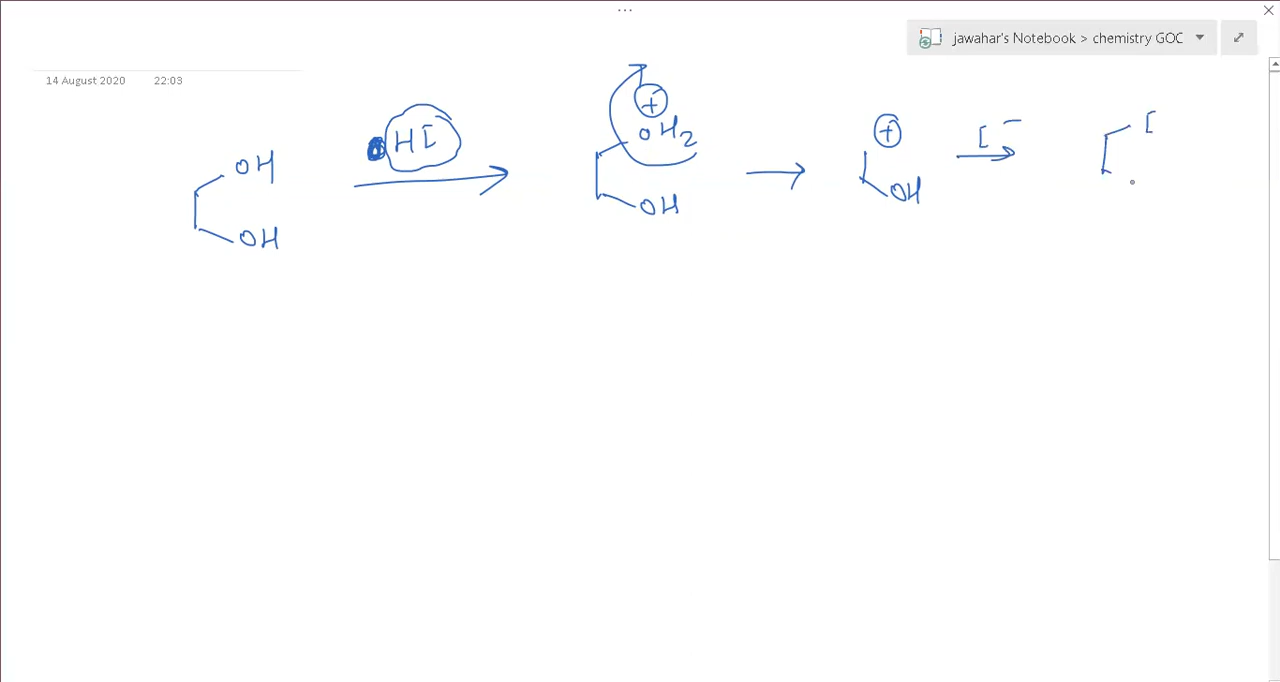 ...
jawahar's Notebook > chemistry GOC
14 August 2020 22:03
OH
OH
HI
+
OH2
OH
+
OH
I⁻
I